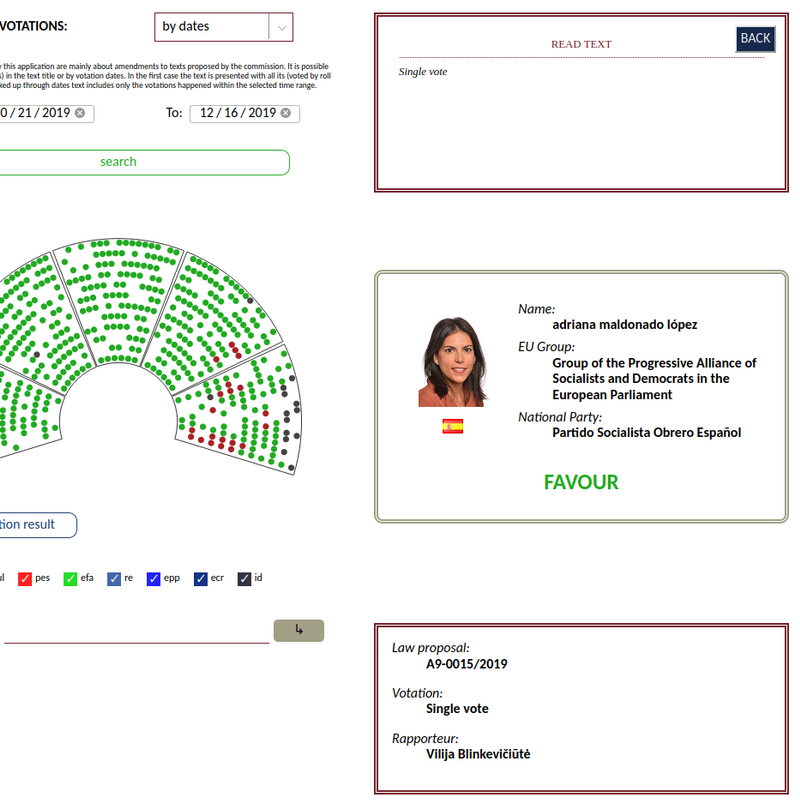 VOTATIONS:
by dates
this application are mainly about amendments to texts proposed by the commission. It is possible
) in the text title or by votation dates. In the first case the text is presented with all its (voted by roll
ked up through dates text includes only the votations happened within the selected time range.
0 / 21 / 2019
To:
12 / 16 / 2019
search
tion result
pes
efa
re
epp
ecr
id
READ TEXT
BACK
Single vote
Name:
adriana maldonado lópez
EU Group:
Group of the Progressive Alliance of
Socialists and Democrats in the
European Parliament
National Party:
Partido Socialista Obrero Español
FAVOUR
Law proposal:
A9-0015/2019
Votation:
Single vote
Rapporteur:
Vilija Blinkevičiūtė